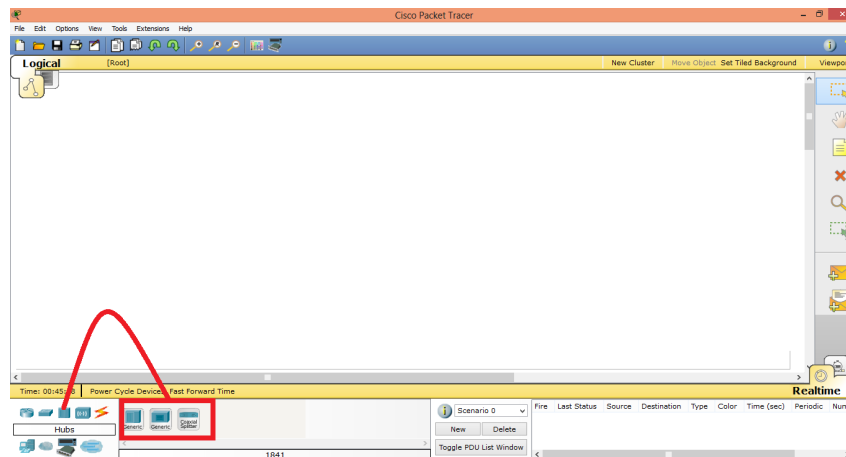 Cisco Packet Tracer
File Edit Options View Tools Extensions Help
Logical [Root] New Cluster Move Object Set Tiled Background Viewpo
Time: 00:45: Power Cycle Devices Fast Forward Time Realtime
Scenario 0 Fire Last Status Source Destination Type Color Time (sec) Periodic Num
Generic Generic Coaxial Splitter
Hubs New Delete
Toggle PDU List Window
1841